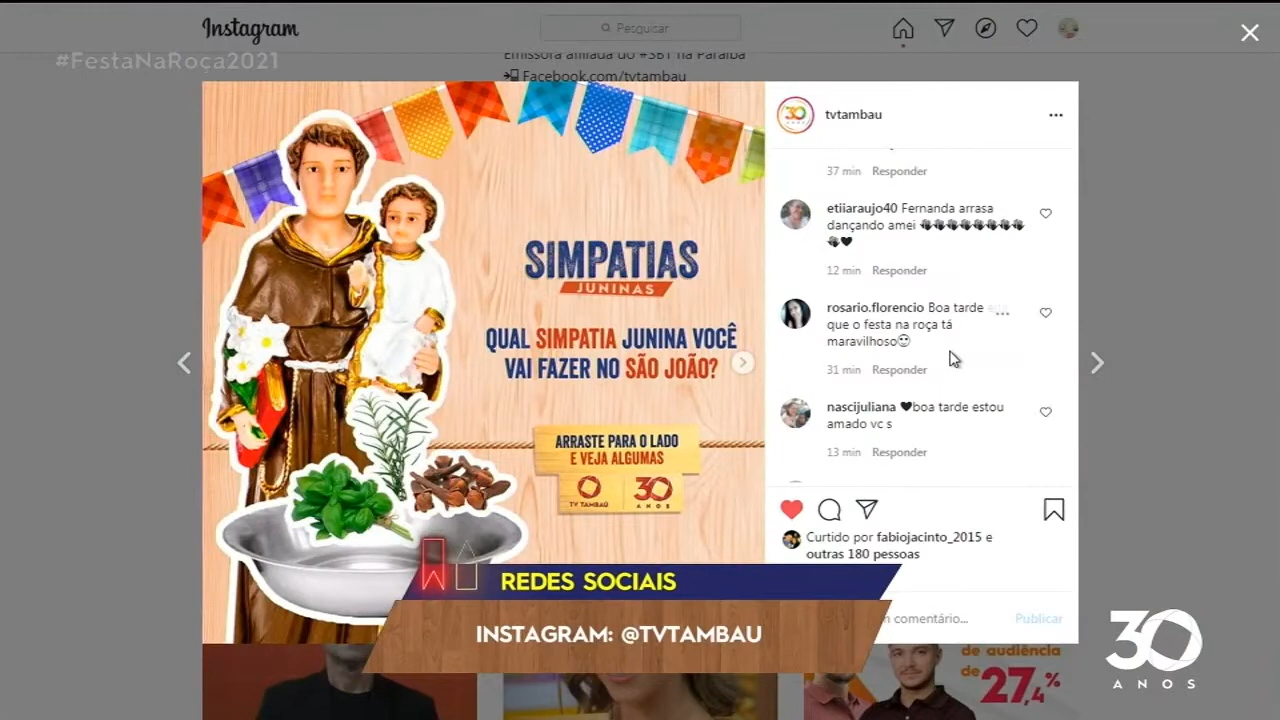 Instagram
Pesquisar
#FestaNaRoça2021
Emissora afiliada do #SBT na Paraíba
Facebook.com/tvtambau
SIMPATIAS
JUNINAS
QUAL SIMPATIA JUNINA VOCÊ
VAI FAZER NO SÃO JOÃO?
ARRASTE PARA O LADO
E VEJA ALGUMAS
TV TAMBAÚ
30
ANOS
30
ANOS
tvtambau
37 min Responder
etiiaraujo40 Fernanda arrasa
dançando amei 👏🏿👏🏿👏🏿👏🏿👏🏿👏🏿👏🏿👏🏿
👏🏿🖤
12 min Responder
rosario.florencio Boa tarde
que o festa na roça tá
maravilhoso🙂
31 min Responder
nascijuliana 🖤boa tarde estou
amado vc s
13 min Responder
Curtido por fabiojacinto_2015 e
outras 180 pessoas
comentário...
Publicar
REDES SOCIAIS
INSTAGRAM: @TVTAMBAU
de audiência
de 27,4%
30
ANOS